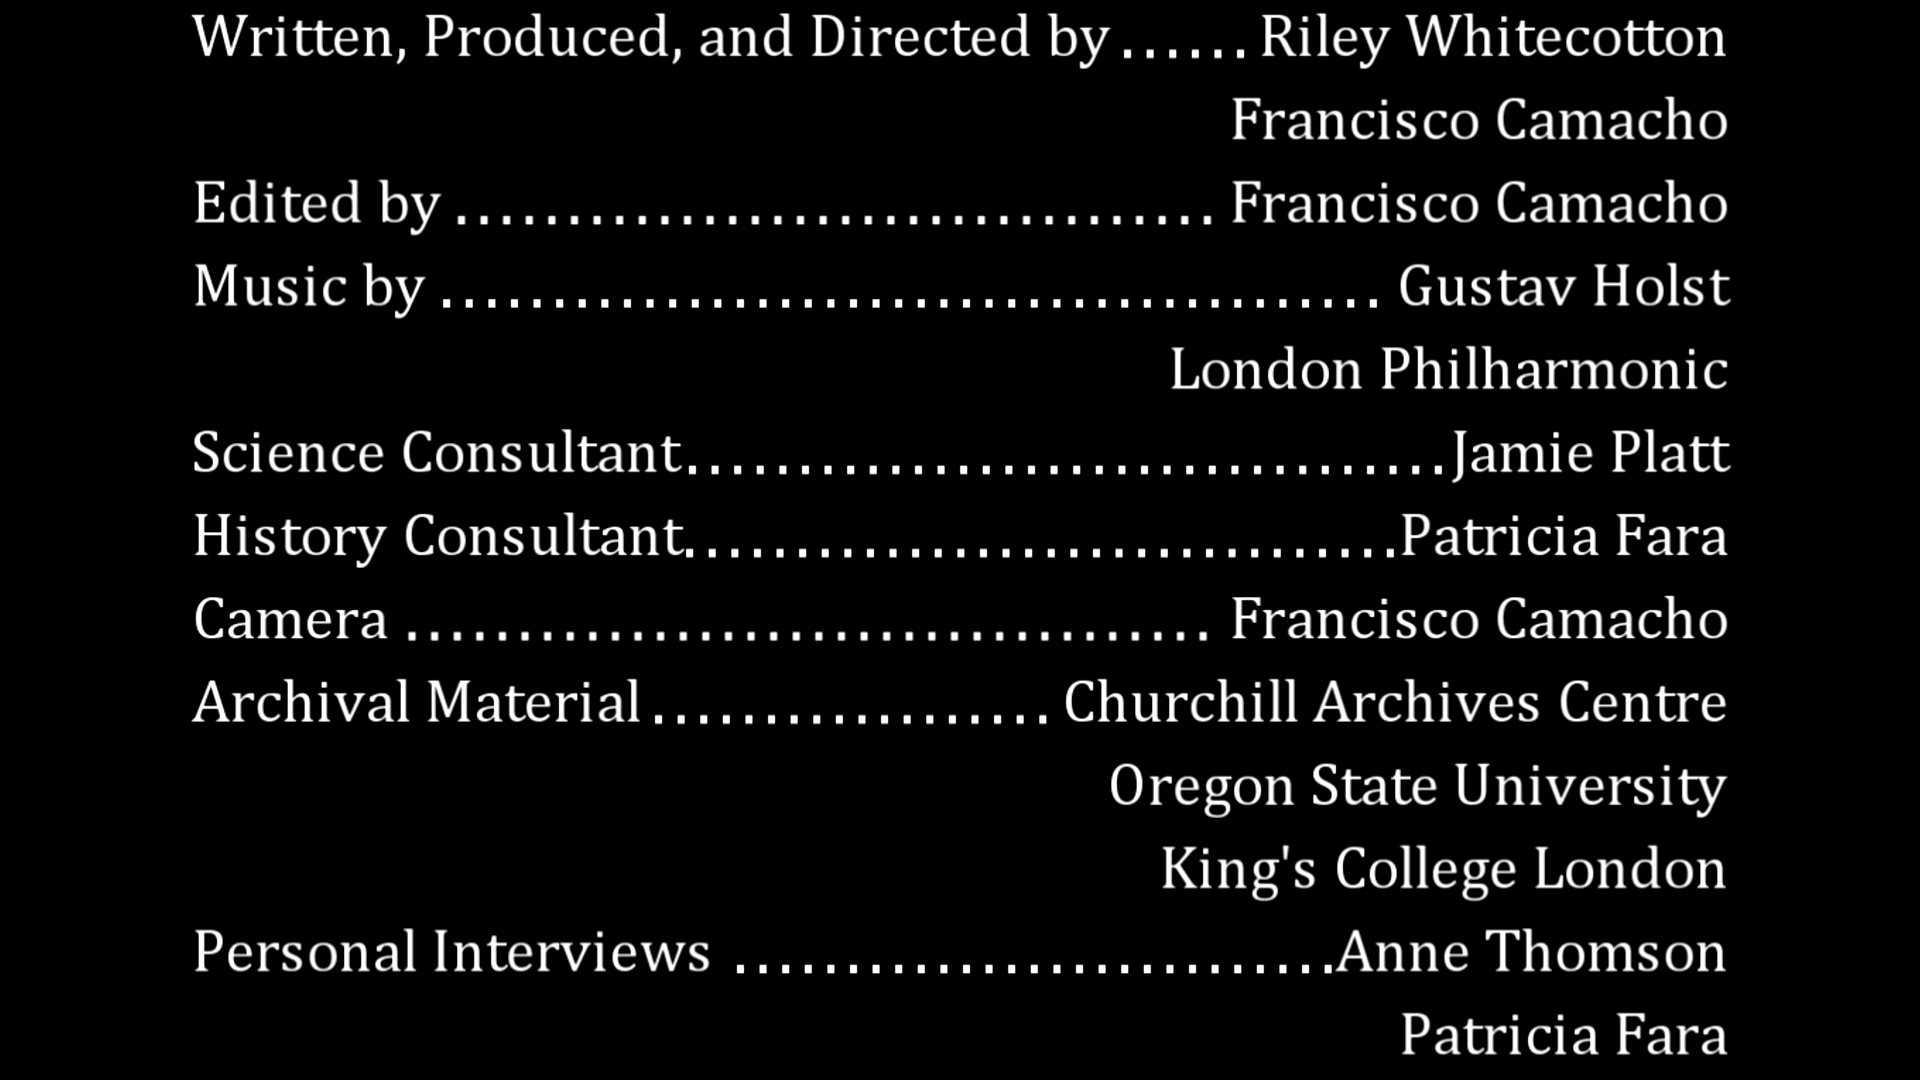 Written, Produced, and Directed by ...... Riley Whitecotton
Francisco Camacho
Edited by .................................. Francisco Camacho
Music by .......................................... Gustav Holst
London Philharmonic
Science Consultant.................................. Jamie Platt
History Consultant................................Patricia Fara
Camera .................................... Francisco Camacho
Archival Material .................. Churchill Archives Centre
Oregon State University
King's College London
Personal Interviews ...........................Anne Thomson
Patricia Fara